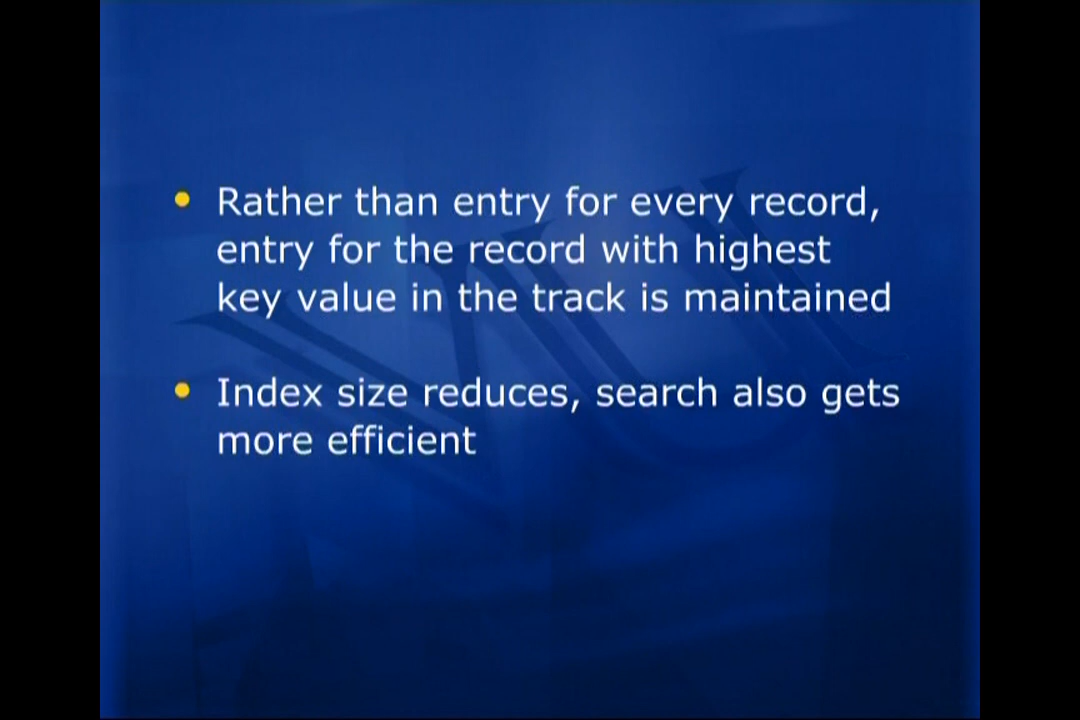 • Rather than entry for every record,
entry for the record with highest
key value in the track is maintained
• Index size reduces, search also gets
more efficient